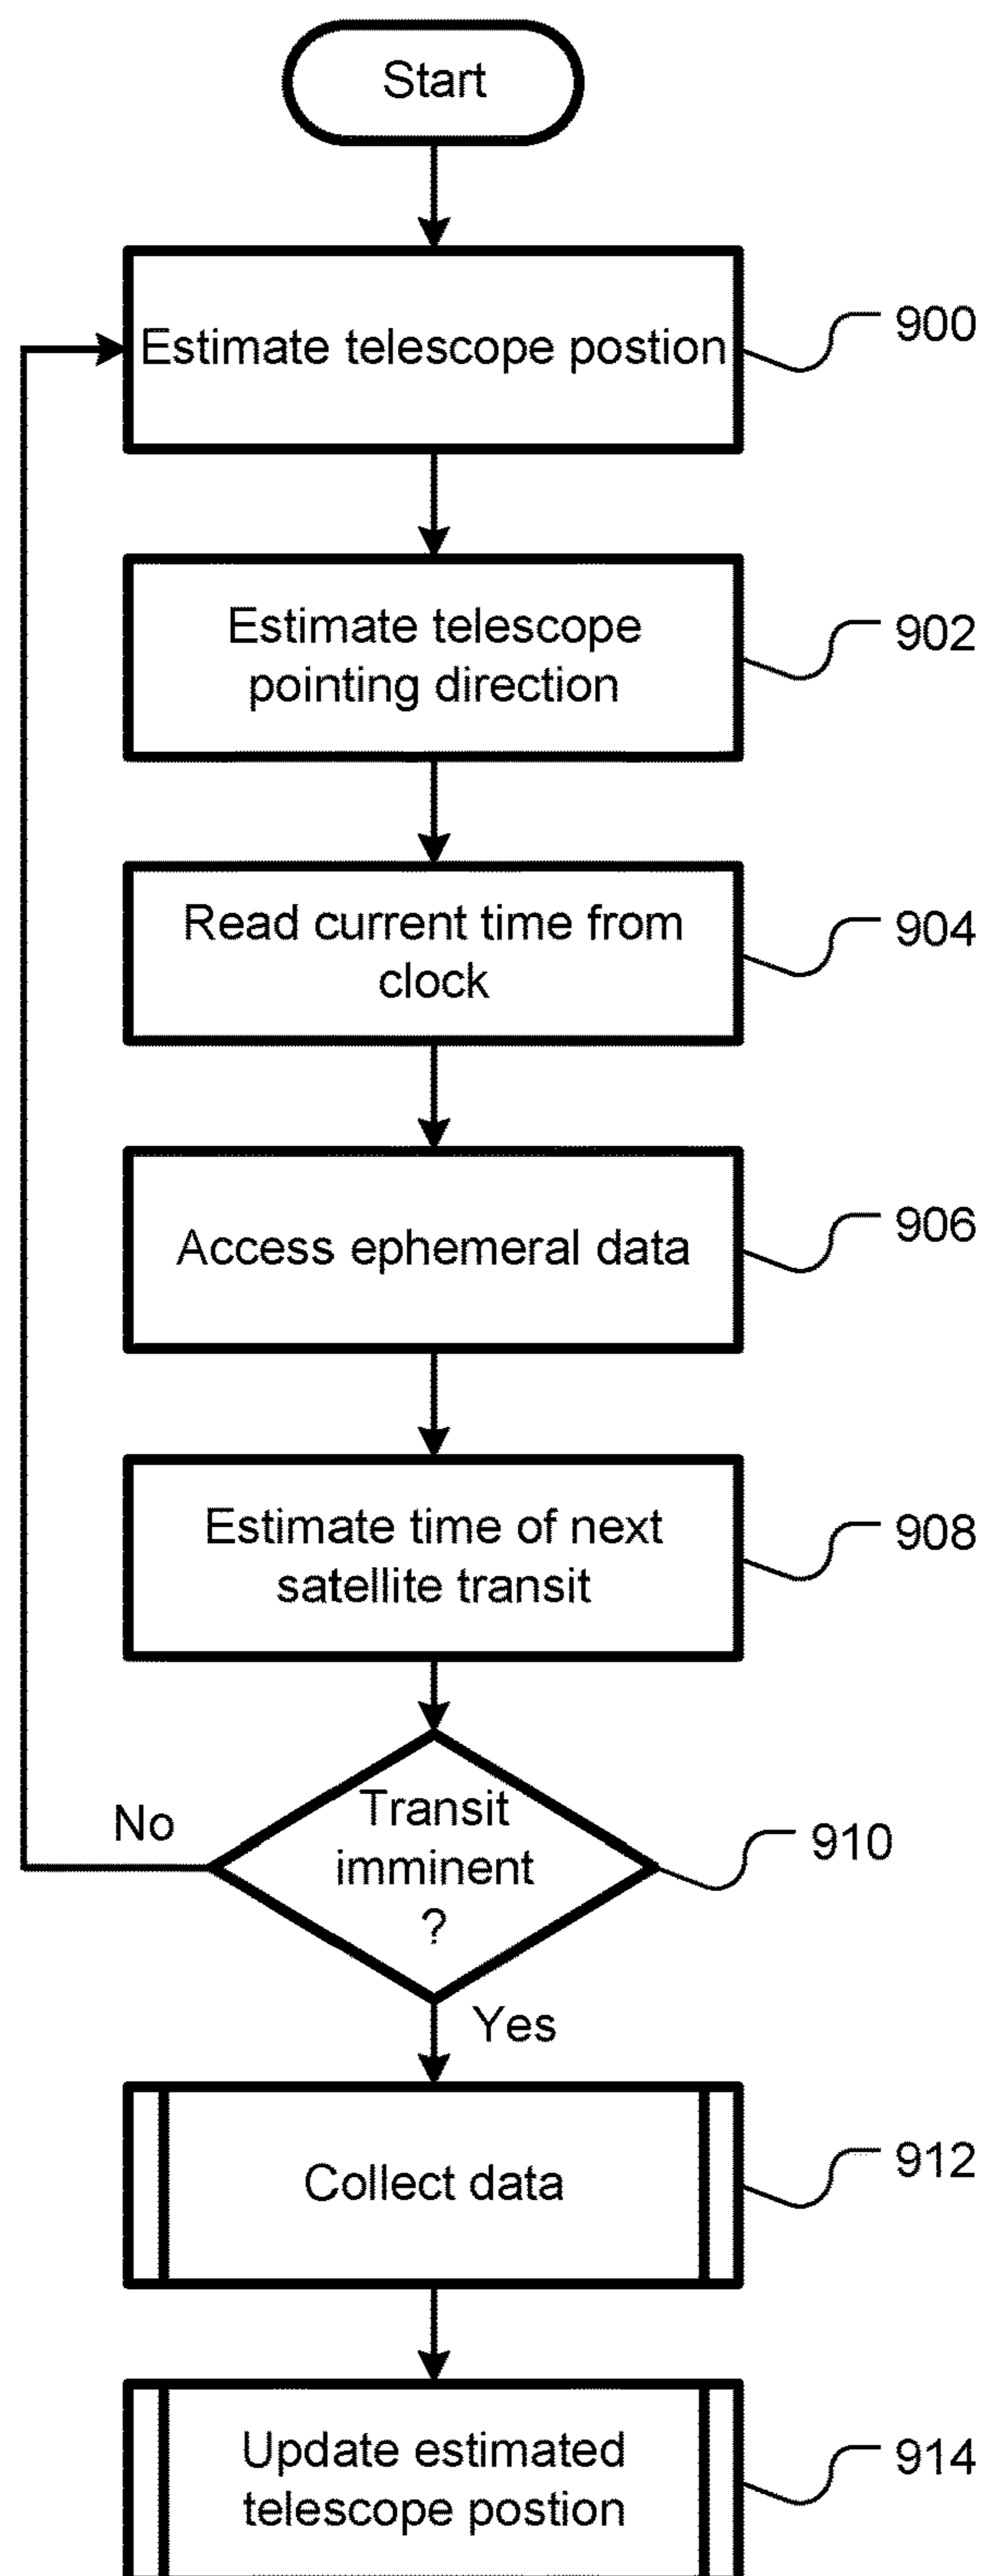 Start
Estimate telescope postion
900
Estimate telescope
pointing direction
902
Read current time from
clock
904
Access ephemeral data
906
Estimate time of next
satellite transit
908
Transit
imminent
?
No
910
Yes
Collect data
912
Update estimated
telescope postion
914